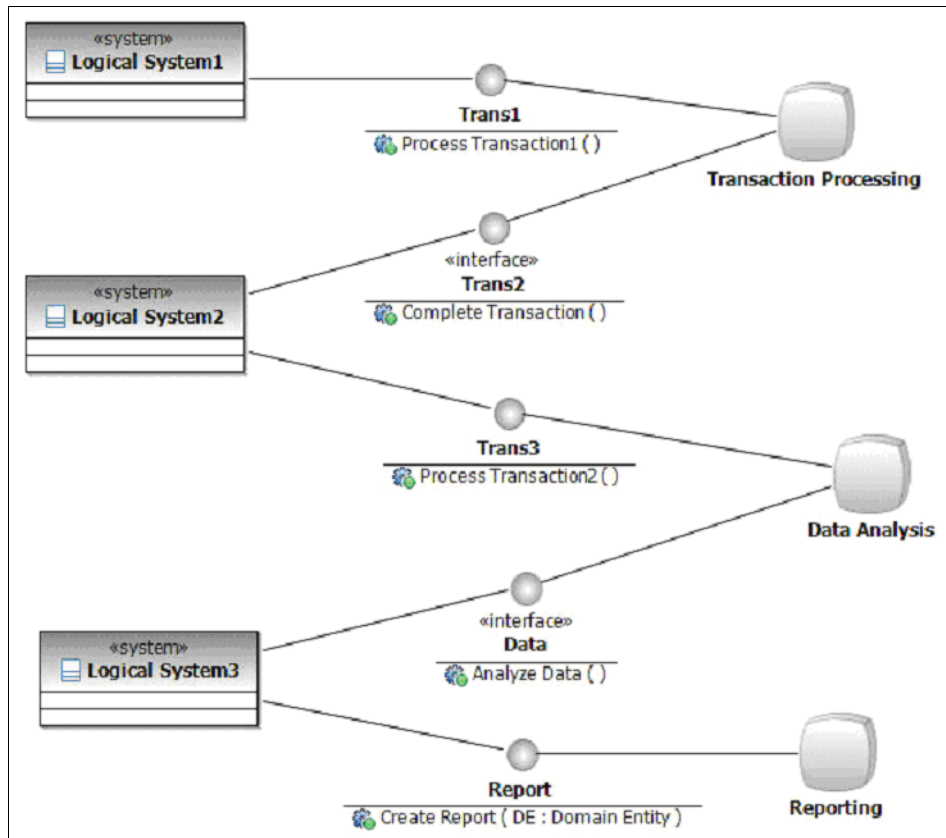 «system»
Logical System1
Trans1
Process Transaction1 ( )
Transaction Processing
«interface»
Trans2
Complete Transaction ( )
«system»
Logical System2
Trans3
Process Transaction2 ( )
Data Analysis
«interface»
Data
Analyze Data ( )
«system»
Logical System3
Report
Create Report ( DE : Domain Entity )
Reporting